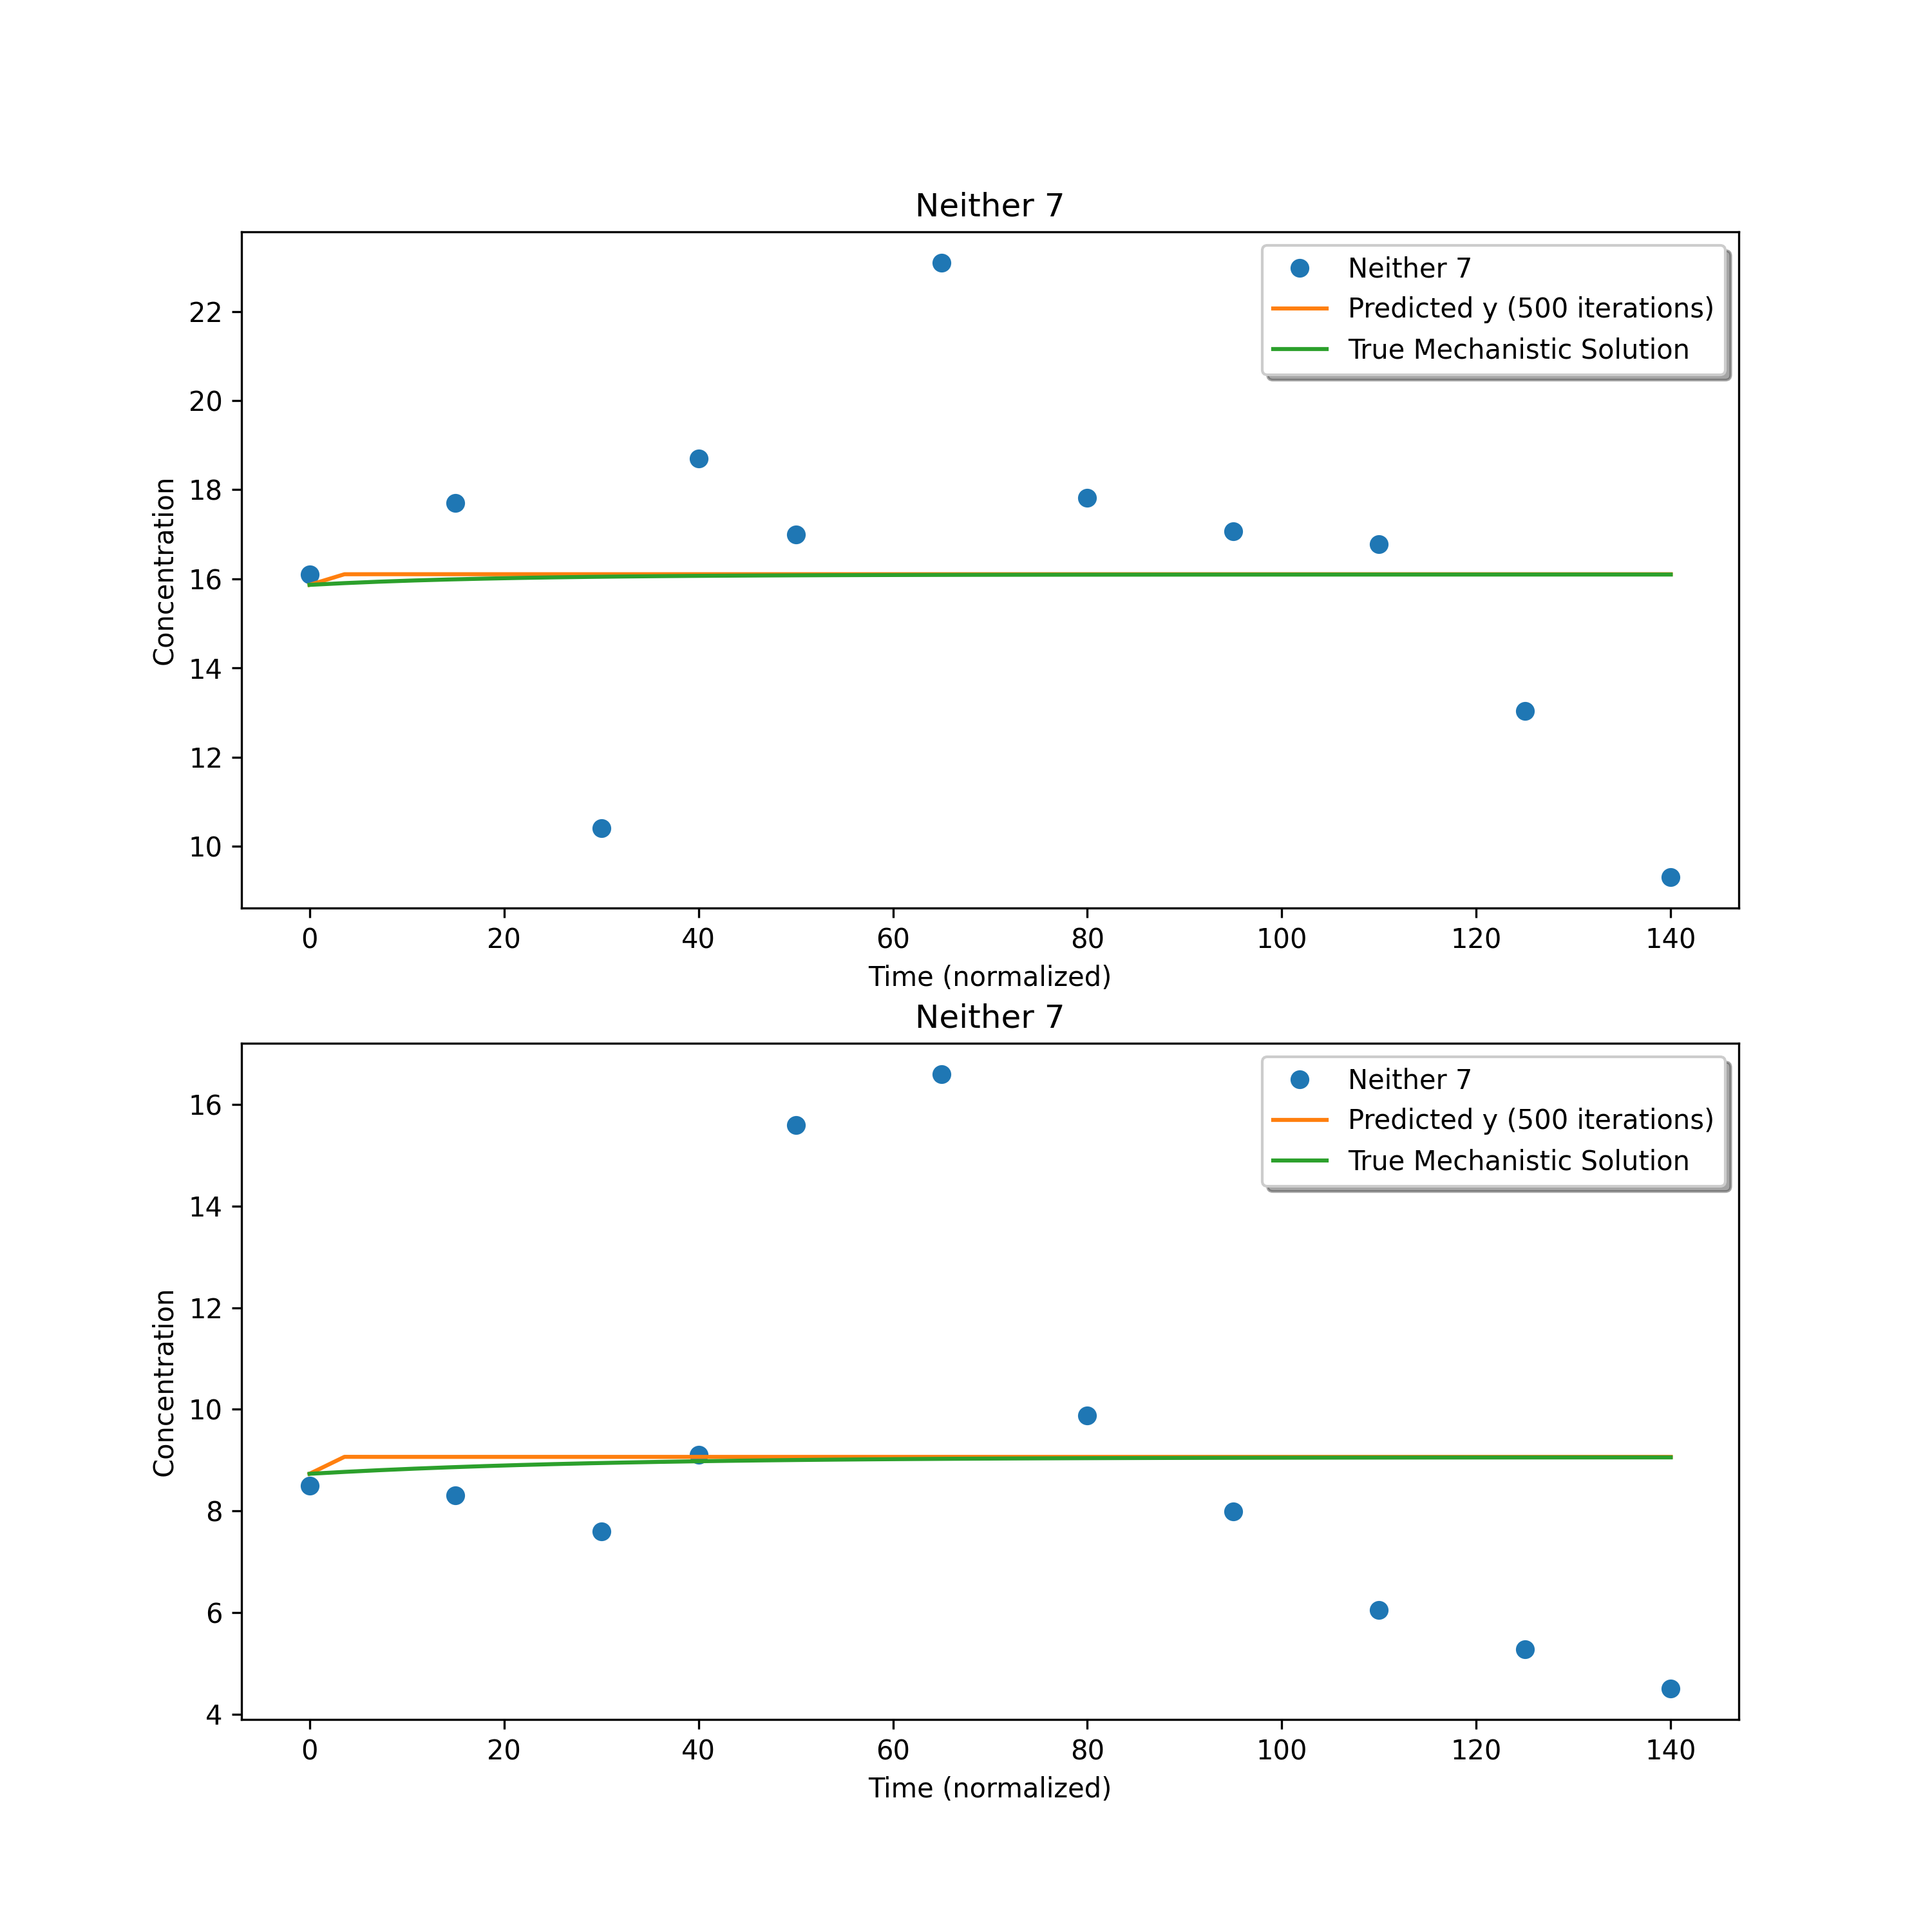 Neither 7
Neither 7
Predicted y (500 iterations)
True Mechanistic Solution
22
20
18
16
14
12
10
Concentration
0 20 40 60 80 100 120 140
Time (normalized)
Neither 7
Neither 7
Predicted y (500 iterations)
True Mechanistic Solution
16
14
12
10
8
6
4
Concentration
0 20 40 60 80 100 120 140
Time (normalized)